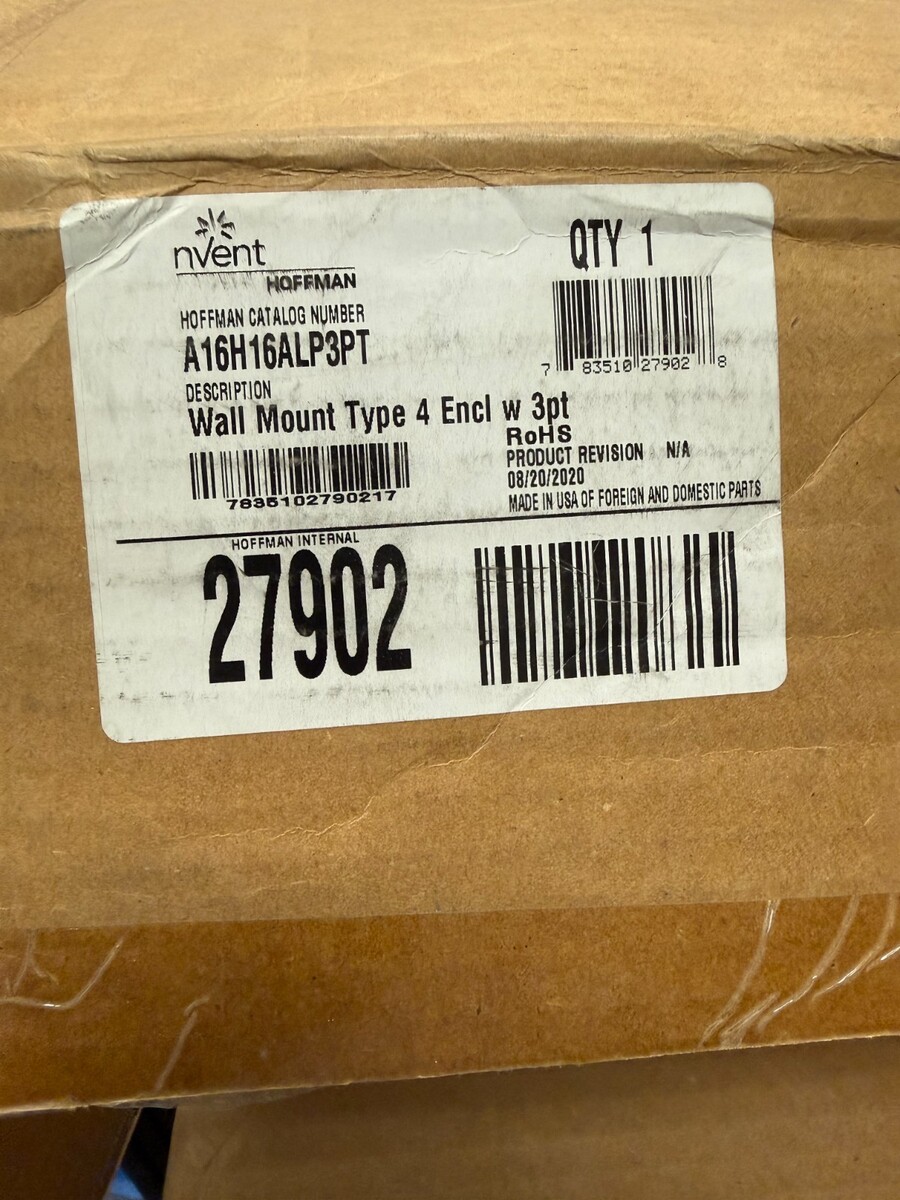 nvent
HOFFMAN
QTY 1
HOFFMAN CATALOG NUMBER
A16H16ALP3PT
7 83510 27902 8
DESCRIPTION
Wall Mount Type 4 Encl w 3pt
RoHS
PRODUCT REVISION N/A
08/20/2020
MADE IN USA OF FOREIGN AND DOMESTIC PARTS
7835102790217
HOFFMAN INTERNAL
27902